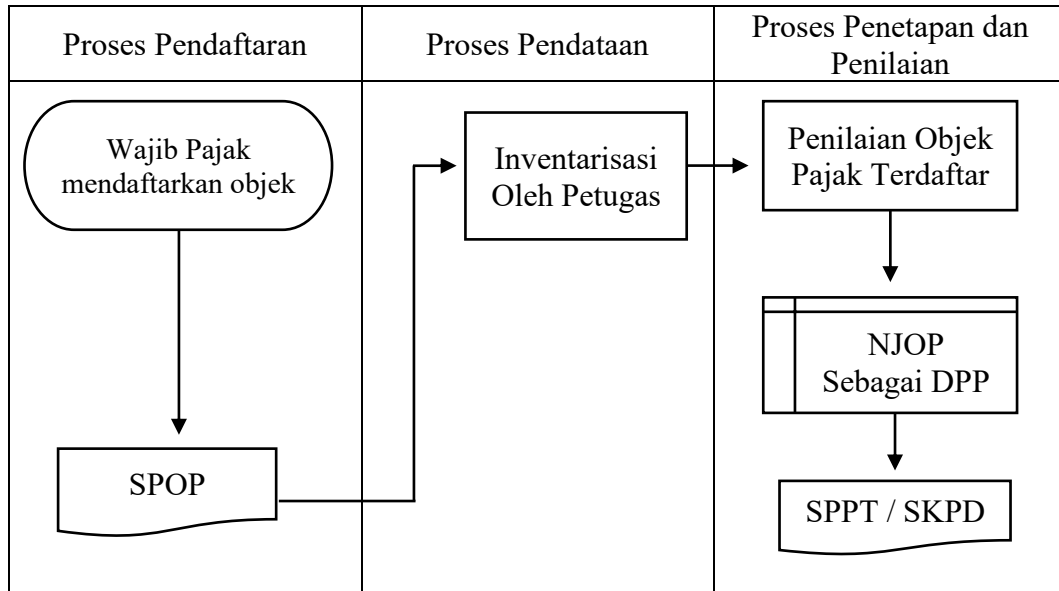 Proses Pendaftaran
Proses Pendataan
Proses Penetapan dan
Penilaian
Wajib Pajak
mendaftarkan objek
SPOP
Inventarisasi
Oleh Petugas
Penilaian Objek
Pajak Terdaftar
NJOP
Sebagai DPP
SPPT / SKPD